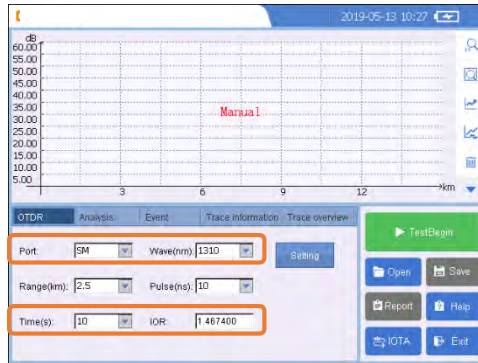 2019-05-13 10:27
dB
60.00
55.00
50.00
45.00
40.00
35.00
30.00
25.00
20.00
15.00
10.00
5.00
Manual
3 6 9 12 km
OTDR Analysis Event Trace information Trace overview
Port: SM Wave(nm): 1310 Setting
Range(km): 2.5 Pulse(ns): 10
Time(s): 10 IOR: 1.467400
TestBegin
Open Save
Report Help
IOTA Exit